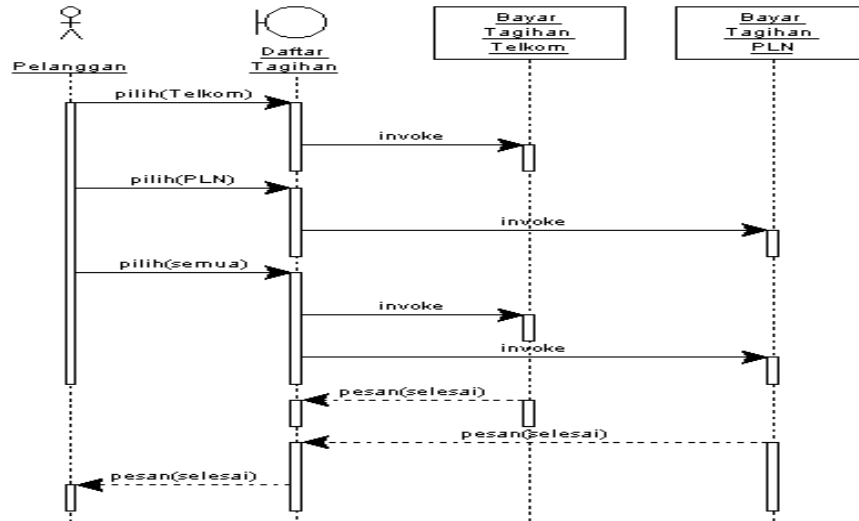 Pelanggan
Daftar
Tagihan
Bayar
Tagihan
Telkom
Bayar
Tagihan
PLN
pilih(Telkom)
invoke
pilih(PLN)
invoke
pilih(semua)
invoke
invoke
pesan(selesai)
pesan(selesai)
pesan(selesai)